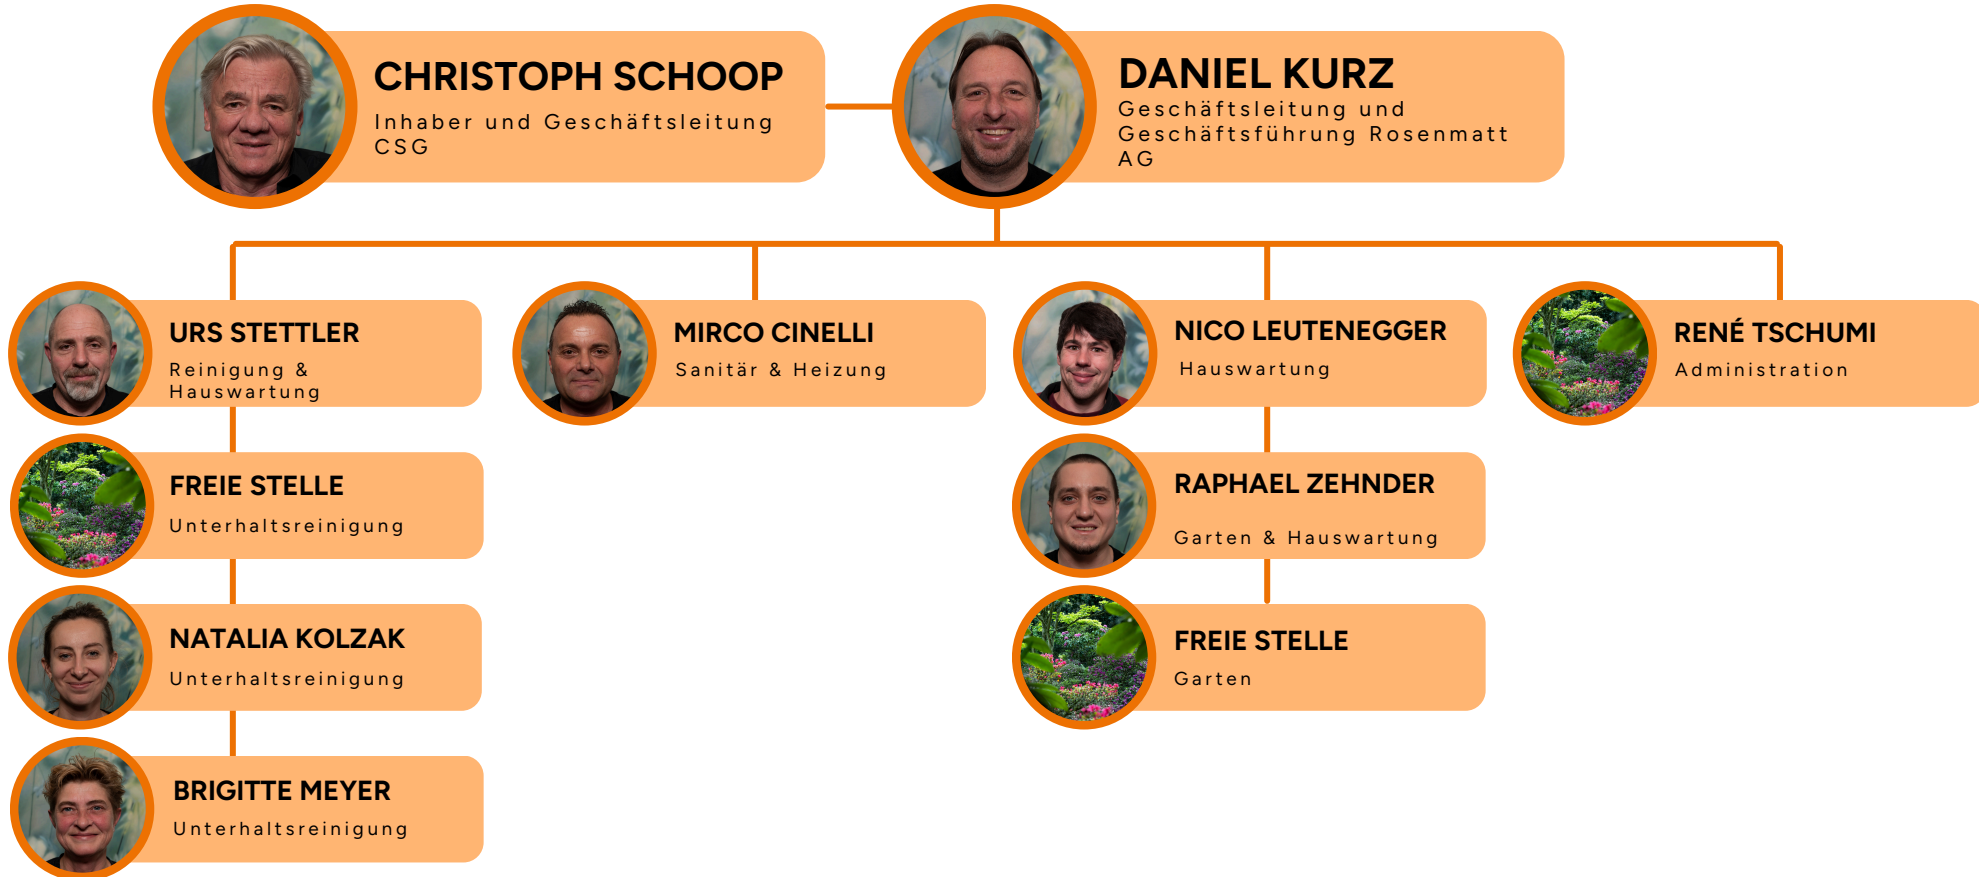 CHRISTOPH SCHOOP
Inhaber und Geschäftsleitung
CSG
DANIEL KURZ
Geschäftsleitung und
Geschäftsführung Rosenmatt
AG
URS STETTLER
Reinigung &
Hauswartung
MIRCO CINELLI
Sanitär & Heizung
NICO LEUTENEGGER
Hauswartung
RENÉ TSCHUMI
Administration
FREIE STELLE
Unterhaltsreinigung
RAPHAEL ZEHNDER
Garten & Hauswartung
NATALIA KOLZAK
Unterhaltsreinigung
FREIE STELLE
Garten
BRIGITTE MEYER
Unterhaltsreinigung